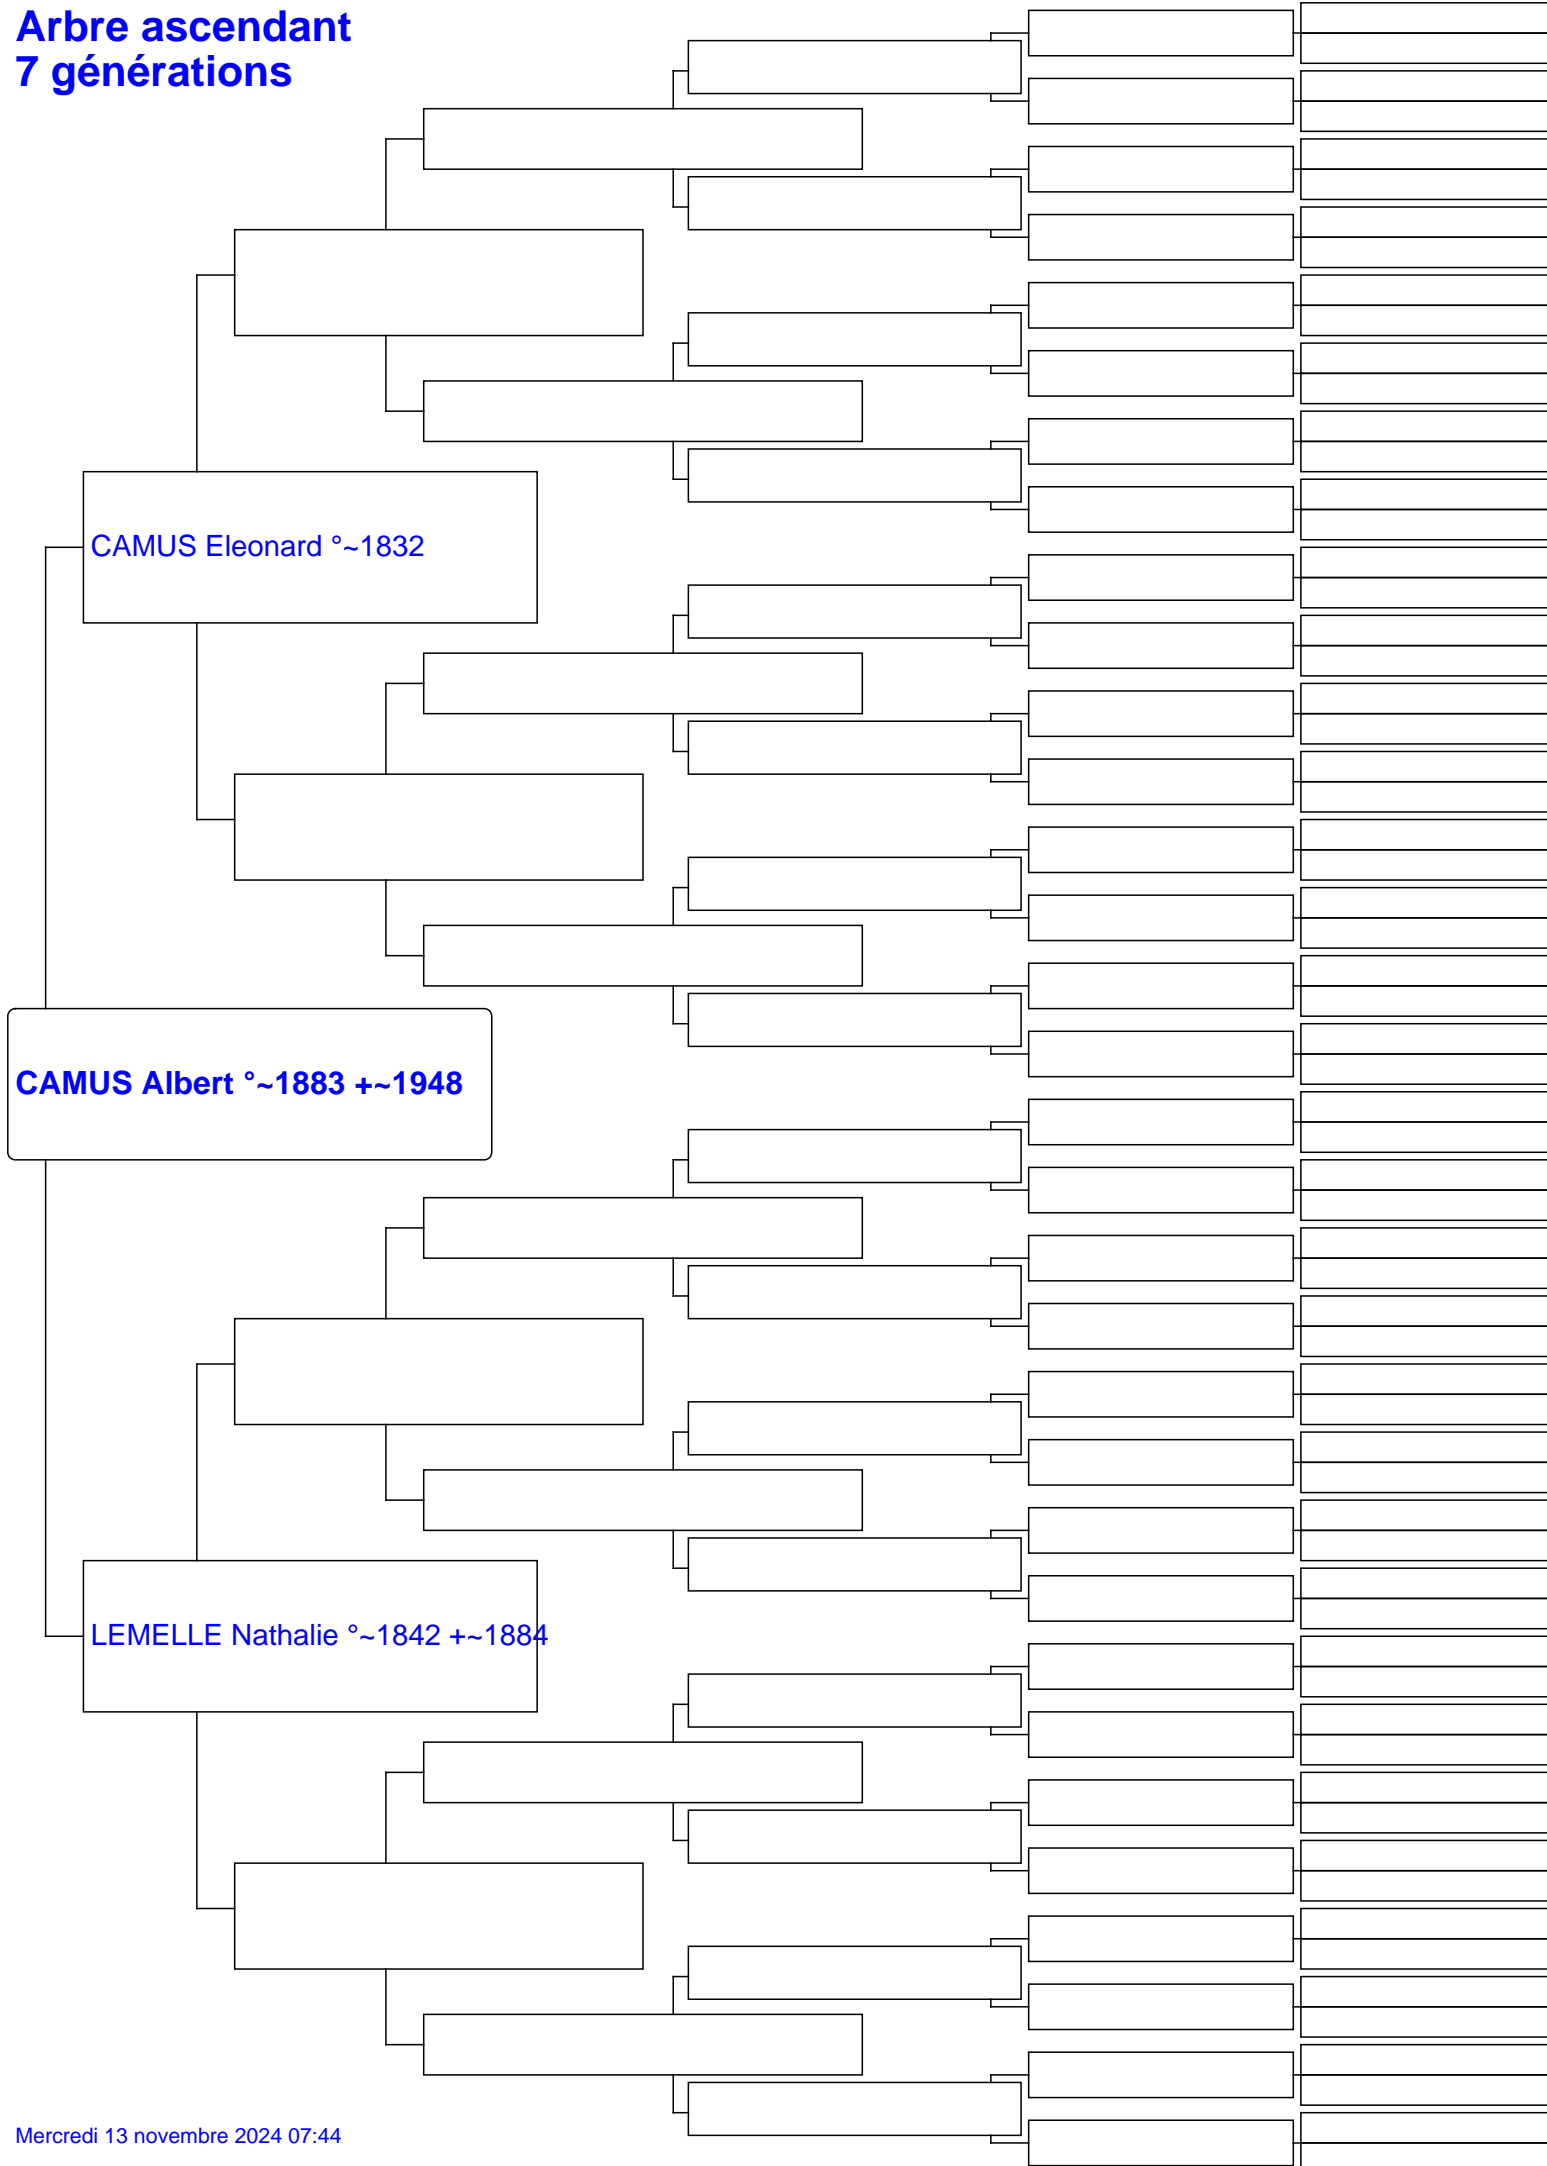 Arbre ascendant
7 générations
CAMUS Eleonard °~1832
CAMUS Albert °~1883 +~1948
LEMELLE Nathalie °~1842 +~1884
Mercredi 13 novembre 2024 07:44